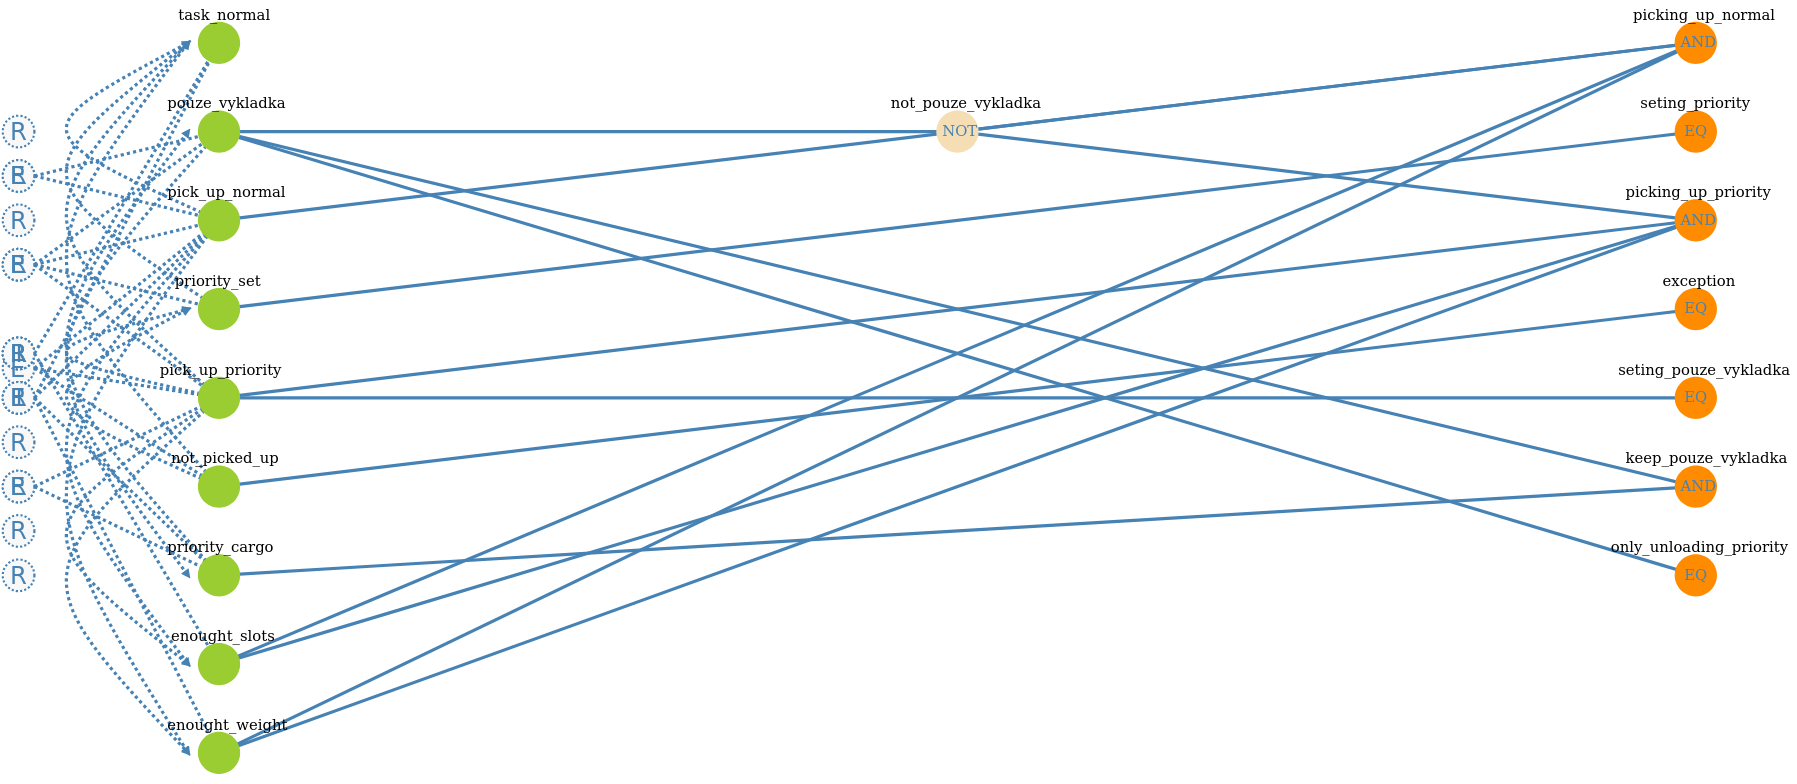 task_normal
picking_up_normal
AND
pouze_vykladka
not_pouze_vykladka
seting_priority
R
NOT
EQ
E
pick_up_normal
picking_up_priority
R
AND
E
priority_set
exception
EQ
R
E
pick_up_priority
seting_pouze_vykladka
E
EQ
R
not_picked_up
keep_pouze_vykladka
E
AND
R
priority_cargo
only_unloading_priority
R
EQ
enought_slots
enought_weight